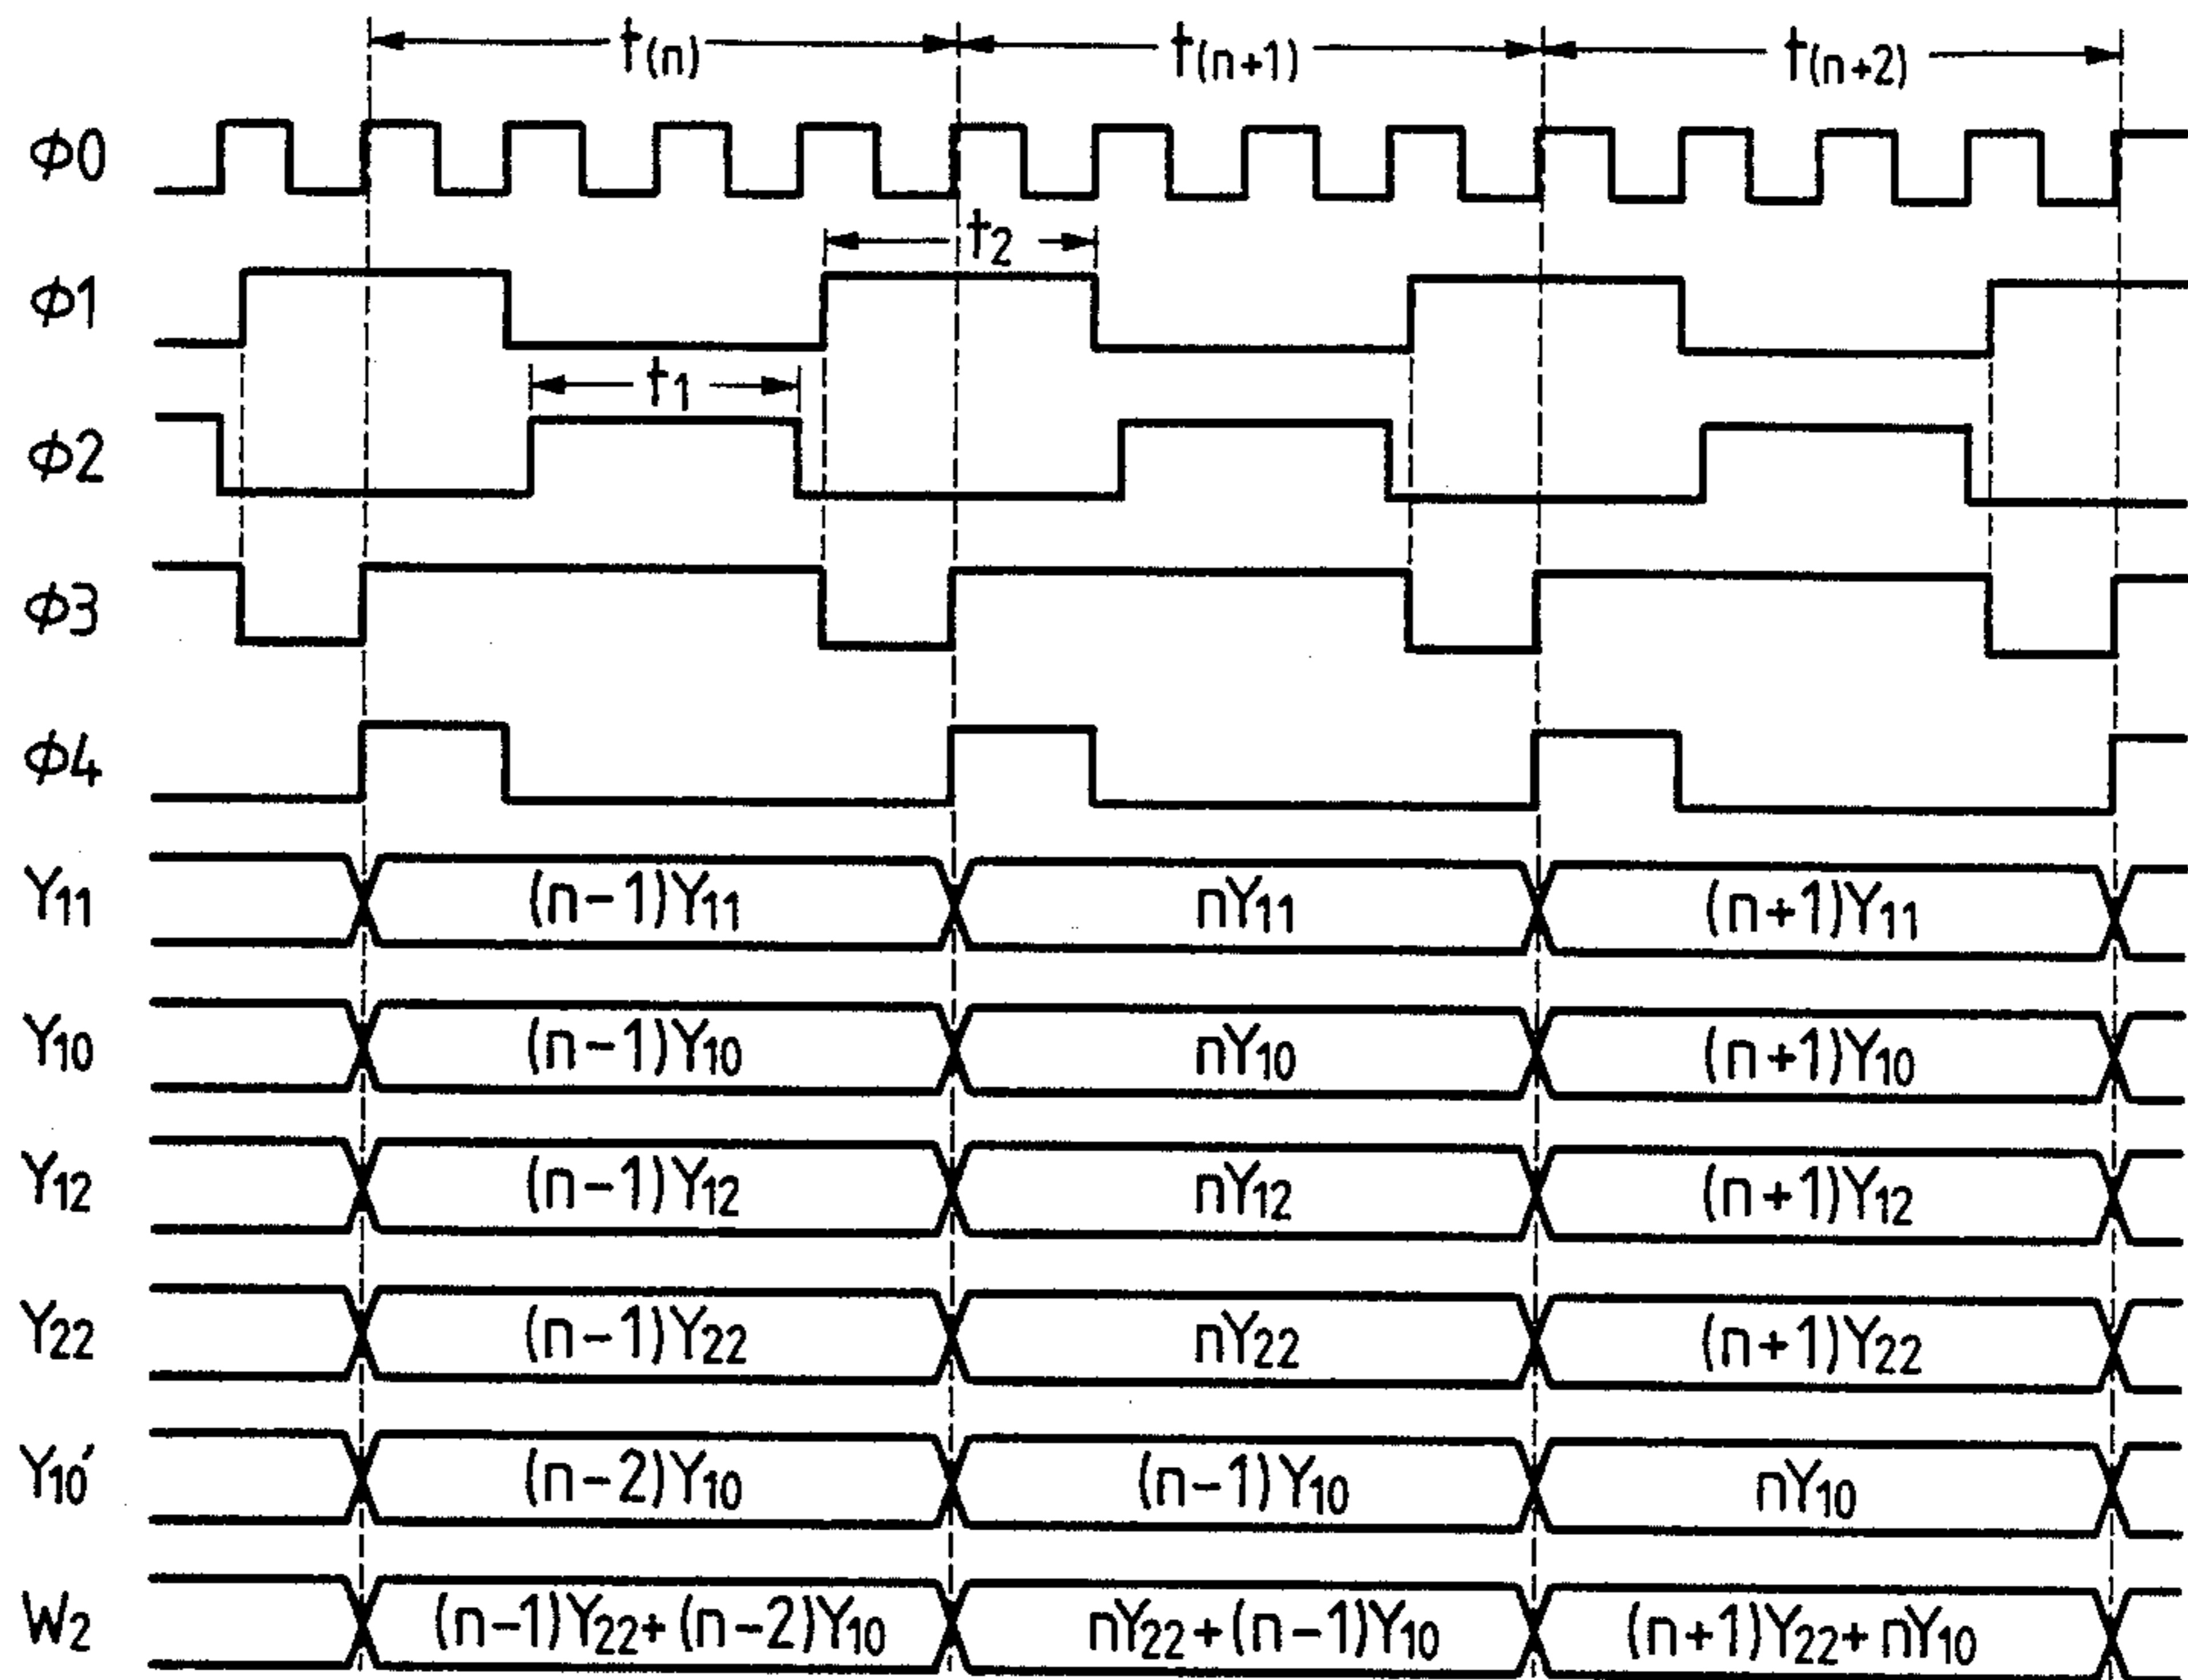 t(n) t(n+1) t(n+2)
φ0
t2
φ1
t1
φ2
φ3
φ4
Y11 (n-1)Y11 nY11 (n+1)Y11
Y10 (n-1)Y10 nY10 (n+1)Y10
Y12 (n-1)Y12 nY12 (n+1)Y12
Y22 (n-1)Y22 nY22 (n+1)Y22
Y10′ (n-2)Y10 (n-1)Y10 nY10
W2 (n-1)Y22+(n-2)Y10 nY22+(n-1)Y10 (n+1)Y22+nY10